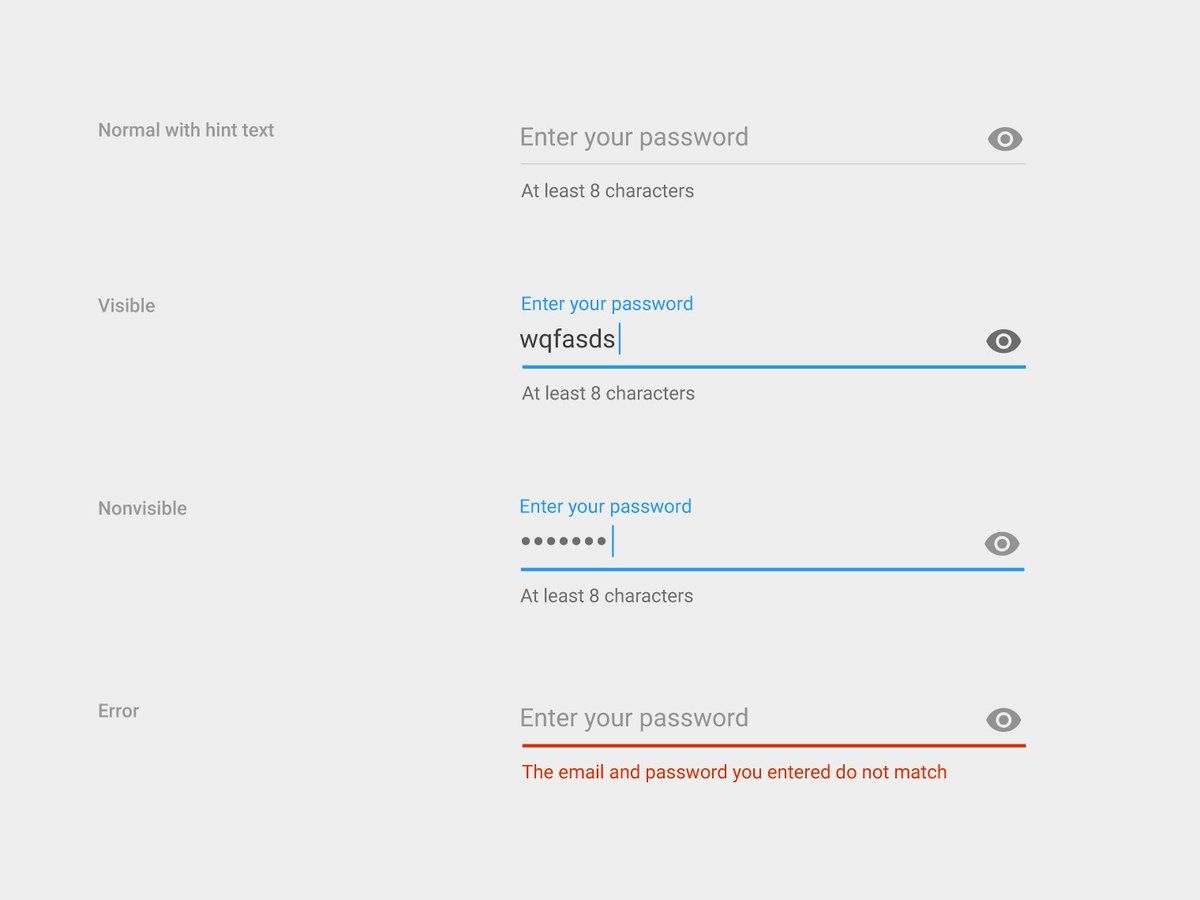 Normal with hint text
Enter your password
At least 8 characters
Visible
Enter your password
wqfasds
At least 8 characters
Nonvisible
Enter your password
•••••••
At least 8 characters
Error
Enter your password
The email and password you entered do not match